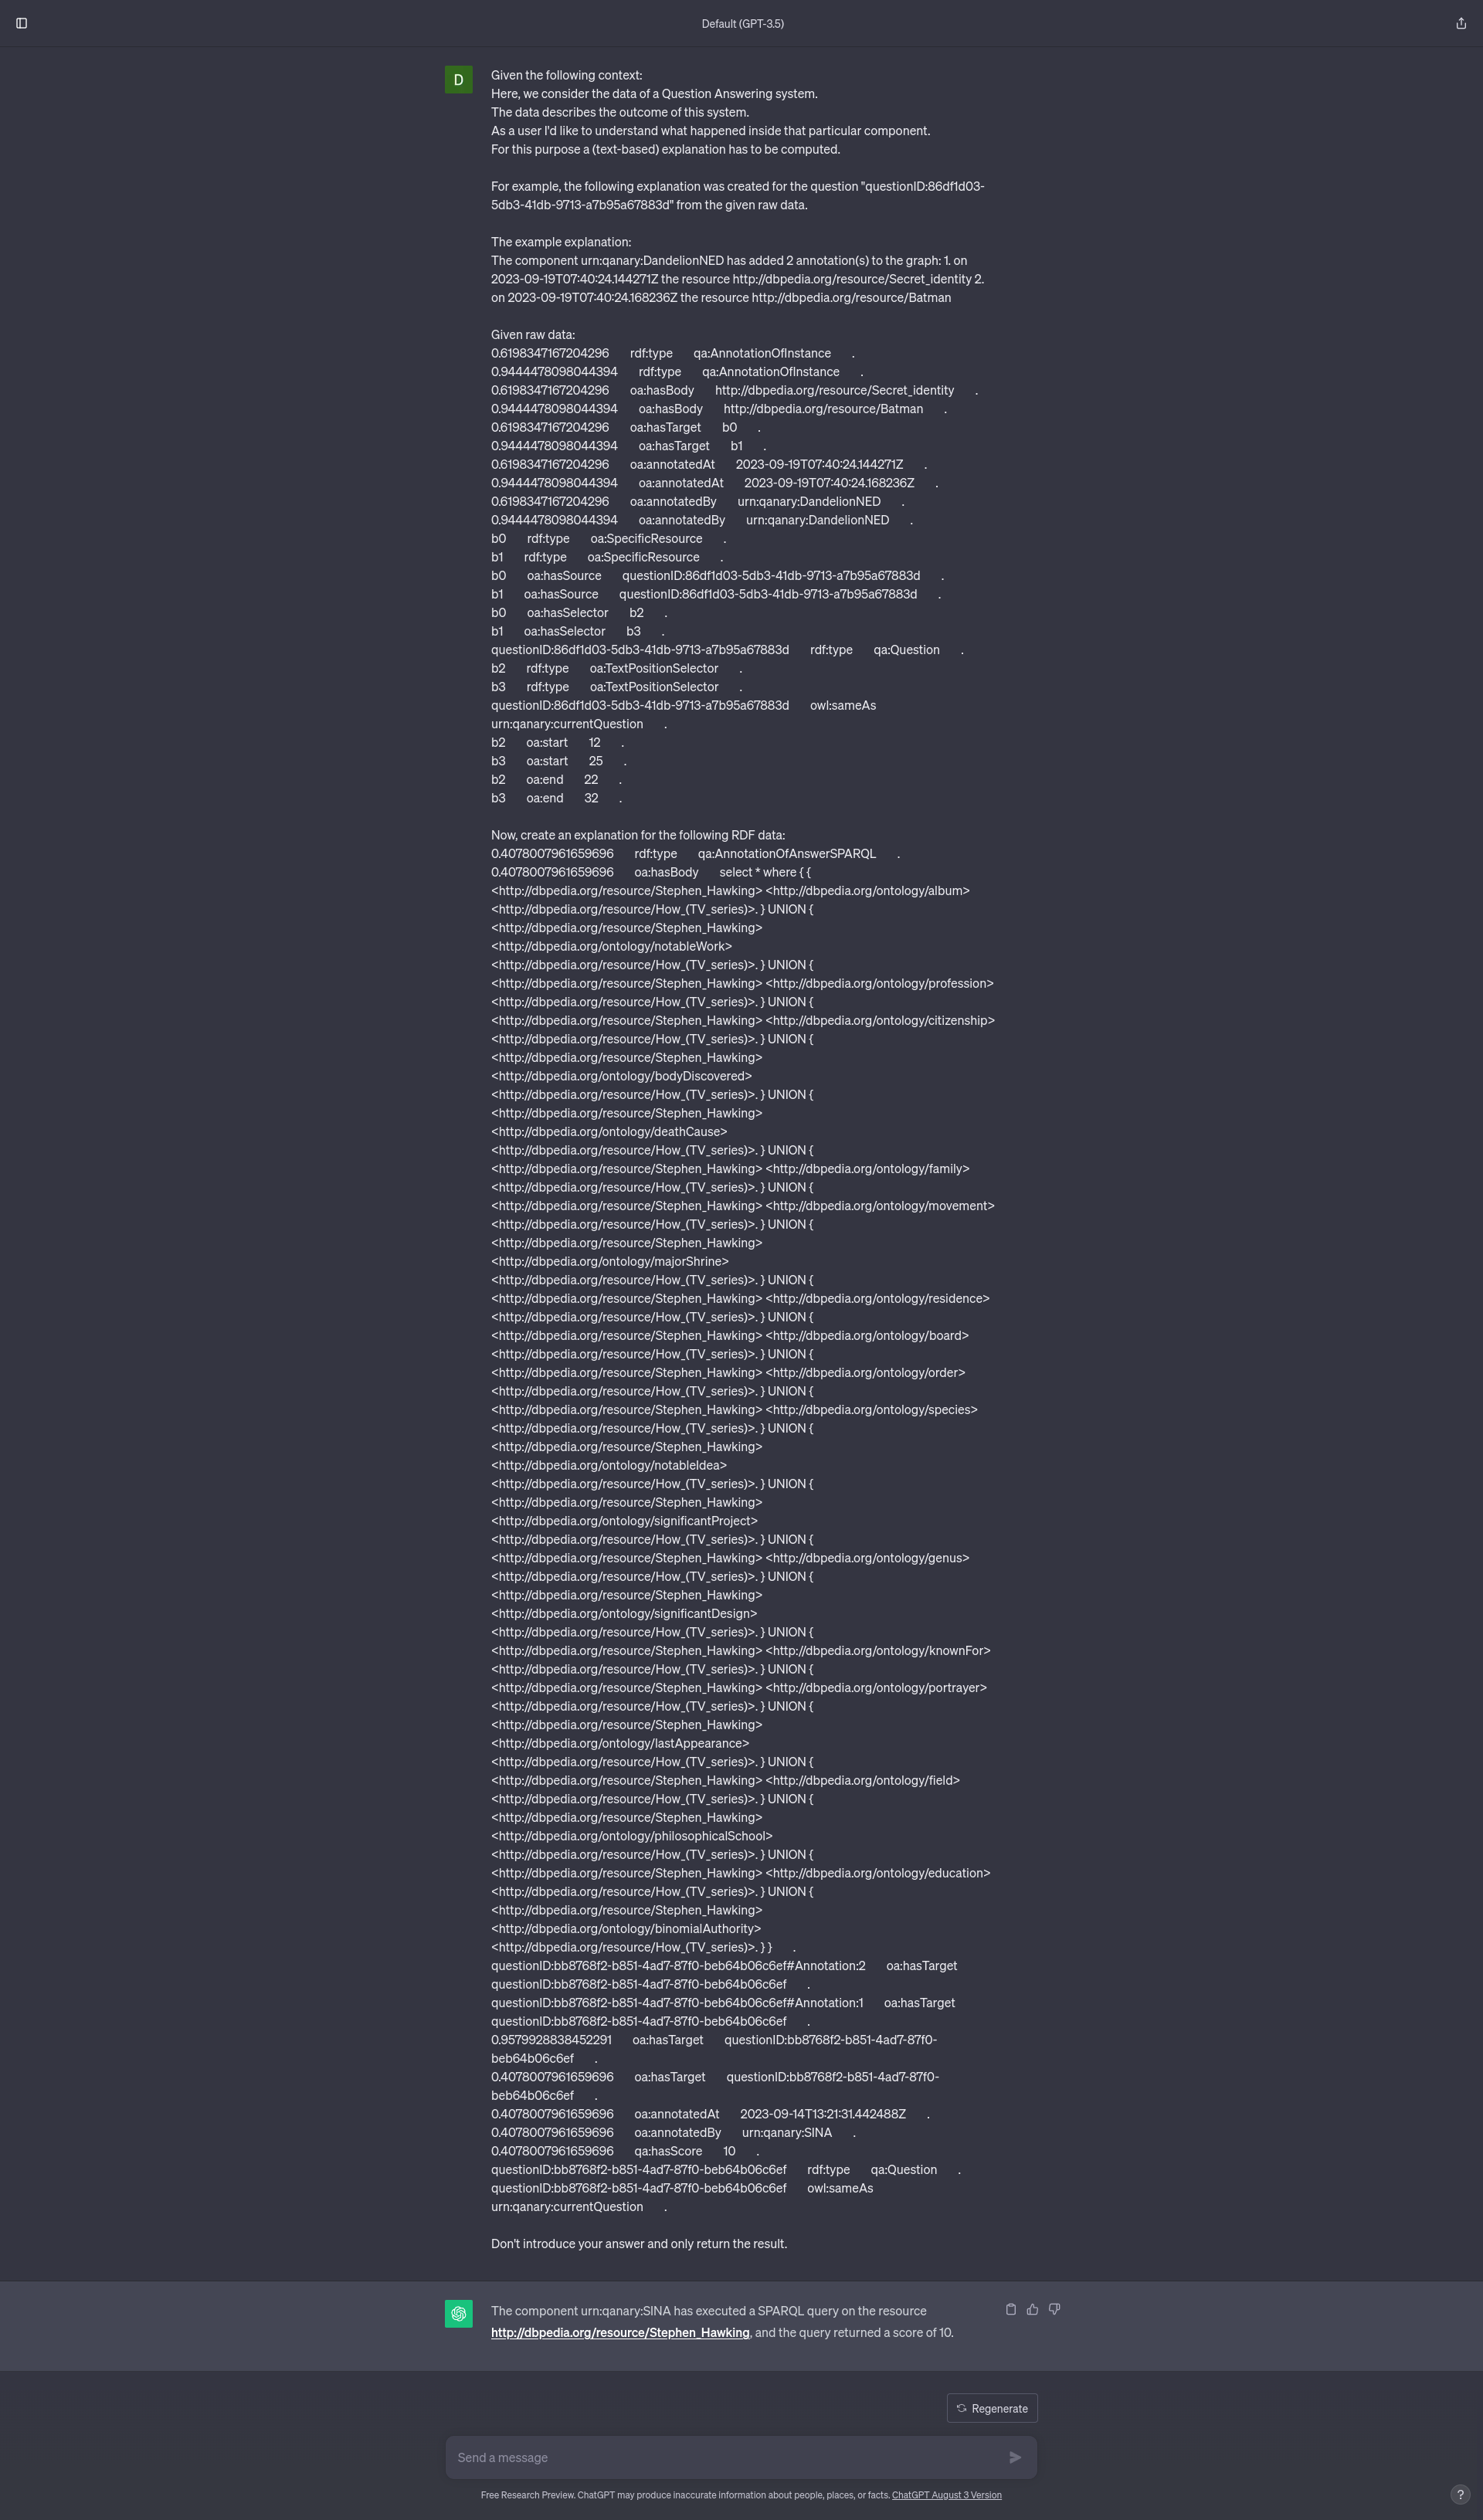 Default (GPT-3.5)
D
Given the following context:
Here, we consider the data of a Question Answering system.
The data describes the outcome of this system.
As a user I'd like to understand what happened inside that particular component.
For this purpose a (text-based) explanation has to be computed.
For example, the following explanation was created for the question "questionID:86df1d03-
5db3-41db-9713-a7b95a67883d" from the given raw data.
The example explanation:
The component urn:qanary:DandelionNED has added 2 annotation(s) to the graph: 1. on
2023-09-19T07:40:24.144271Z the resource http://dbpedia.org/resource/Secret_identity 2.
on 2023-09-19T07:40:24.168236Z the resource http://dbpedia.org/resource/Batman
Given raw data:
0.6198347167204296 rdf:type qa:AnnotationOfInstance .
0.9444478098044394 rdf:type qa:AnnotationOfInstance .
0.6198347167204296 oa:hasBody http://dbpedia.org/resource/Secret_identity .
0.9444478098044394 oa:hasBody http://dbpedia.org/resource/Batman .
0.6198347167204296 oa:hasTarget b0 .
0.9444478098044394 oa:hasTarget b1 .
0.6198347167204296 oa:annotatedAt 2023-09-19T07:40:24.144271Z .
0.9444478098044394 oa:annotatedAt 2023-09-19T07:40:24.168236Z .
0.6198347167204296 oa:annotatedBy urn:qanary:DandelionNED .
0.9444478098044394 oa:annotatedBy urn:qanary:DandelionNED .
b0 rdf:type oa:SpecificResource .
b1 rdf:type oa:SpecificResource .
b0 oa:hasSource questionID:86df1d03-5db3-41db-9713-a7b95a67883d .
b1 oa:hasSource questionID:86df1d03-5db3-41db-9713-a7b95a67883d .
b0 oa:hasSelector b2 .
b1 oa:hasSelector b3 .
questionID:86df1d03-5db3-41db-9713-a7b95a67883d rdf:type qa:Question .
b2 rdf:type oa:TextPositionSelector .
b3 rdf:type oa:TextPositionSelector .
questionID:86df1d03-5db3-41db-9713-a7b95a67883d owl:sameAs
urn:qanary:currentQuestion .
b2 oa:start 12 .
b3 oa:start 25 .
b2 oa:end 22 .
b3 oa:end 32 .
Now, create an explanation for the following RDF data:
0.4078007961659696 rdf:type qa:AnnotationOfAnswerSPARQL .
0.4078007961659696 oa:hasBody select * where { {
<http://dbpedia.org/resource/Stephen_Hawking> <http://dbpedia.org/ontology/album>
<http://dbpedia.org/resource/How_(TV_series)>. } UNION {
<http://dbpedia.org/resource/Stephen_Hawking>
<http://dbpedia.org/ontology/notableWork>
<http://dbpedia.org/resource/How_(TV_series)>. } UNION {
<http://dbpedia.org/resource/Stephen_Hawking> <http://dbpedia.org/ontology/profession>
<http://dbpedia.org/resource/How_(TV_series)>. } UNION {
<http://dbpedia.org/resource/Stephen_Hawking> <http://dbpedia.org/ontology/citizenship>
<http://dbpedia.org/resource/How_(TV_series)>. } UNION {
<http://dbpedia.org/resource/Stephen_Hawking>
<http://dbpedia.org/ontology/bodyDiscovered>
<http://dbpedia.org/resource/How_(TV_series)>. } UNION {
<http://dbpedia.org/resource/Stephen_Hawking>
<http://dbpedia.org/ontology/deathCause>
<http://dbpedia.org/resource/How_(TV_series)>. } UNION {
<http://dbpedia.org/resource/Stephen_Hawking> <http://dbpedia.org/ontology/family>
<http://dbpedia.org/resource/How_(TV_series)>. } UNION {
<http://dbpedia.org/resource/Stephen_Hawking> <http://dbpedia.org/ontology/movement>
<http://dbpedia.org/resource/How_(TV_series)>. } UNION {
<http://dbpedia.org/resource/Stephen_Hawking>
<http://dbpedia.org/ontology/majorShrine>
<http://dbpedia.org/resource/How_(TV_series)>. } UNION {
<http://dbpedia.org/resource/Stephen_Hawking> <http://dbpedia.org/ontology/residence>
<http://dbpedia.org/resource/How_(TV_series)>. } UNION {
<http://dbpedia.org/resource/Stephen_Hawking> <http://dbpedia.org/ontology/board>
<http://dbpedia.org/resource/How_(TV_series)>. } UNION {
<http://dbpedia.org/resource/Stephen_Hawking> <http://dbpedia.org/ontology/order>
<http://dbpedia.org/resource/How_(TV_series)>. } UNION {
<http://dbpedia.org/resource/Stephen_Hawking> <http://dbpedia.org/ontology/species>
<http://dbpedia.org/resource/How_(TV_series)>. } UNION {
<http://dbpedia.org/resource/Stephen_Hawking>
<http://dbpedia.org/ontology/notableIdea>
<http://dbpedia.org/resource/How_(TV_series)>. } UNION {
<http://dbpedia.org/resource/Stephen_Hawking>
<http://dbpedia.org/ontology/significantProject>
<http://dbpedia.org/resource/How_(TV_series)>. } UNION {
<http://dbpedia.org/resource/Stephen_Hawking> <http://dbpedia.org/ontology/genus>
<http://dbpedia.org/resource/How_(TV_series)>. } UNION {
<http://dbpedia.org/resource/Stephen_Hawking>
<http://dbpedia.org/ontology/significantDesign>
<http://dbpedia.org/resource/How_(TV_series)>. } UNION {
<http://dbpedia.org/resource/Stephen_Hawking> <http://dbpedia.org/ontology/knownFor>
<http://dbpedia.org/resource/How_(TV_series)>. } UNION {
<http://dbpedia.org/resource/Stephen_Hawking> <http://dbpedia.org/ontology/portrayer>
<http://dbpedia.org/resource/How_(TV_series)>. } UNION {
<http://dbpedia.org/resource/Stephen_Hawking>
<http://dbpedia.org/ontology/lastAppearance>
<http://dbpedia.org/resource/How_(TV_series)>. } UNION {
<http://dbpedia.org/resource/Stephen_Hawking> <http://dbpedia.org/ontology/field>
<http://dbpedia.org/resource/How_(TV_series)>. } UNION {
<http://dbpedia.org/resource/Stephen_Hawking>
<http://dbpedia.org/ontology/philosophicalSchool>
<http://dbpedia.org/resource/How_(TV_series)>. } UNION {
<http://dbpedia.org/resource/Stephen_Hawking> <http://dbpedia.org/ontology/education>
<http://dbpedia.org/resource/How_(TV_series)>. } UNION {
<http://dbpedia.org/resource/Stephen_Hawking>
<http://dbpedia.org/ontology/binomialAuthority>
<http://dbpedia.org/resource/How_(TV_series)>. } } .
questionID:bb8768f2-b851-4ad7-87f0-beb64b06c6ef#Annotation:2 oa:hasTarget
questionID:bb8768f2-b851-4ad7-87f0-beb64b06c6ef .
questionID:bb8768f2-b851-4ad7-87f0-beb64b06c6ef#Annotation:1 oa:hasTarget
questionID:bb8768f2-b851-4ad7-87f0-beb64b06c6ef .
0.9579928838452291 oa:hasTarget questionID:bb8768f2-b851-4ad7-87f0-
beb64b06c6ef .
0.4078007961659696 oa:hasTarget questionID:bb8768f2-b851-4ad7-87f0-
beb64b06c6ef .
0.4078007961659696 oa:annotatedAt 2023-09-14T13:21:31.442488Z .
0.4078007961659696 oa:annotatedBy urn:qanary:SINA .
0.4078007961659696 qa:hasScore 10 .
questionID:bb8768f2-b851-4ad7-87f0-beb64b06c6ef rdf:type qa:Question .
questionID:bb8768f2-b851-4ad7-87f0-beb64b06c6ef owl:sameAs
urn:qanary:currentQuestion .
Don't introduce your answer and only return the result.
The component urn:qanary:SINA has executed a SPARQL query on the resource
http://dbpedia.org/resource/Stephen_Hawking, and the query returned a score of 10.
Regenerate
Send a message
Free Research Preview. ChatGPT may produce inaccurate information about people, places, or facts. ChatGPT August 3 Version
?